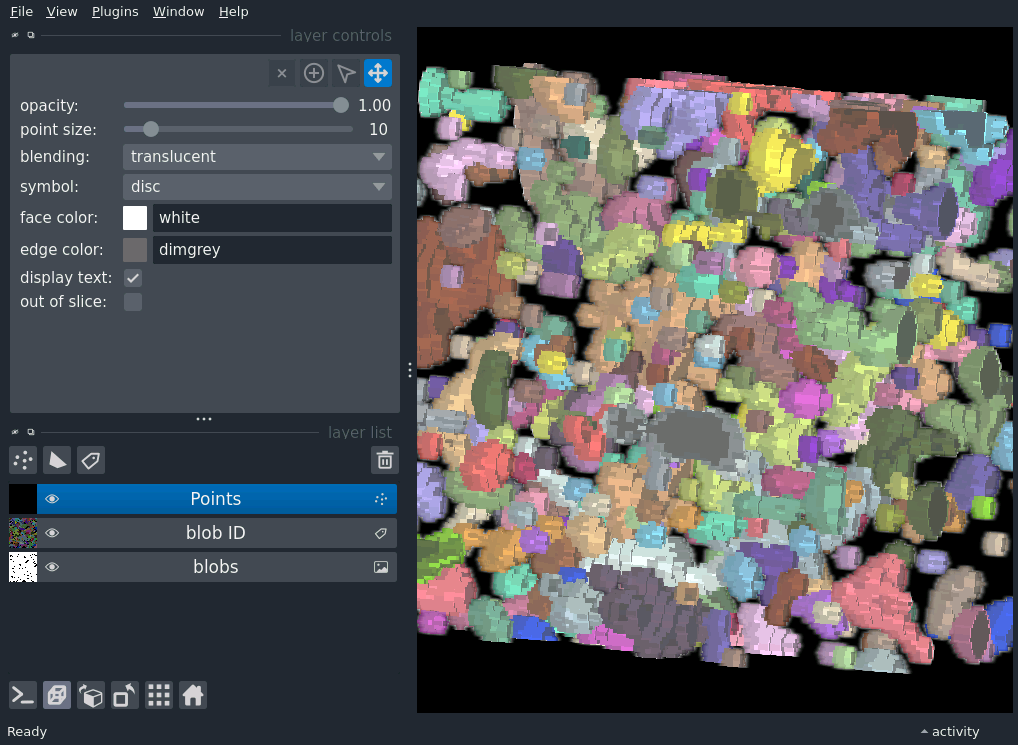 File View Plugins Window Help
layer controls
opacity: 1.00
point size: 10
blending: translucent
symbol: disc
face color: white
edge color: dimgrey
display text:
out of slice:
layer list
Points
blob ID
blobs
Ready
activity